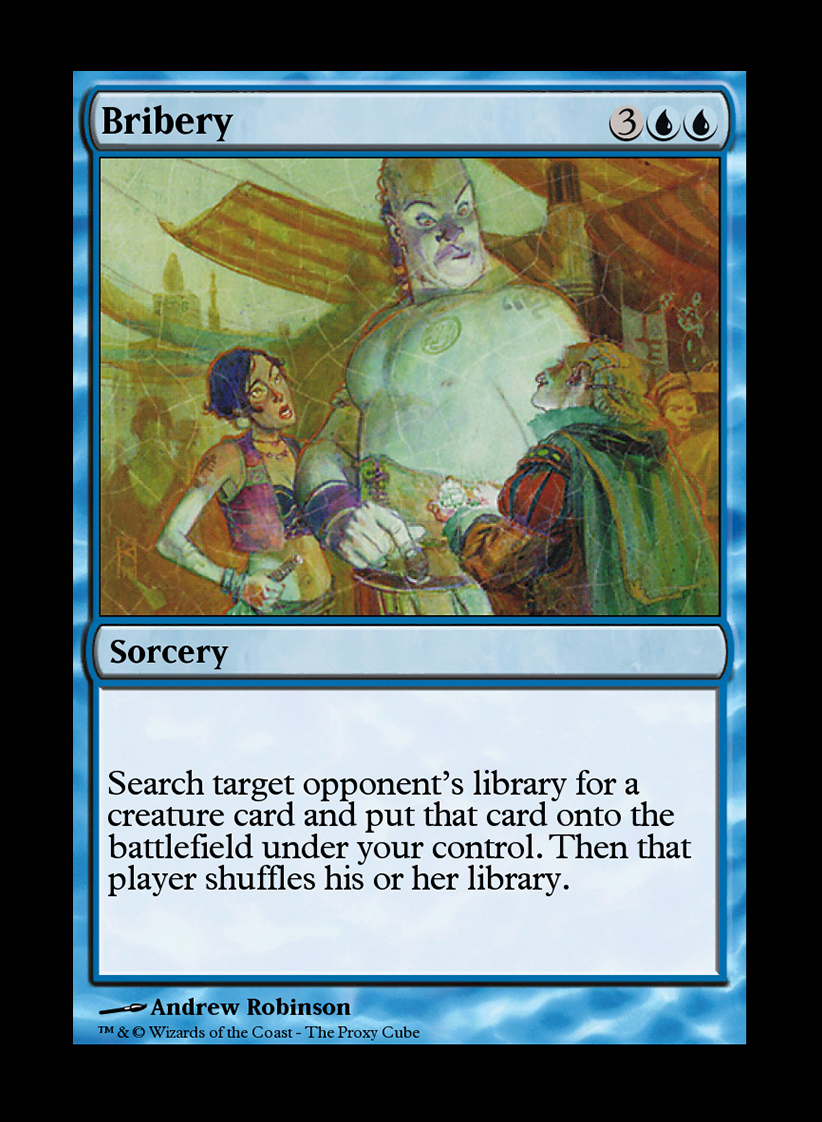 Bribery 3
Sorcery
Search target opponent's library for a
creature card and put that card onto the
battlefield under your control. Then that
player shuffles his or her library.
Andrew Robinson
™ & © Wizards of the Coast - The Proxy Cube